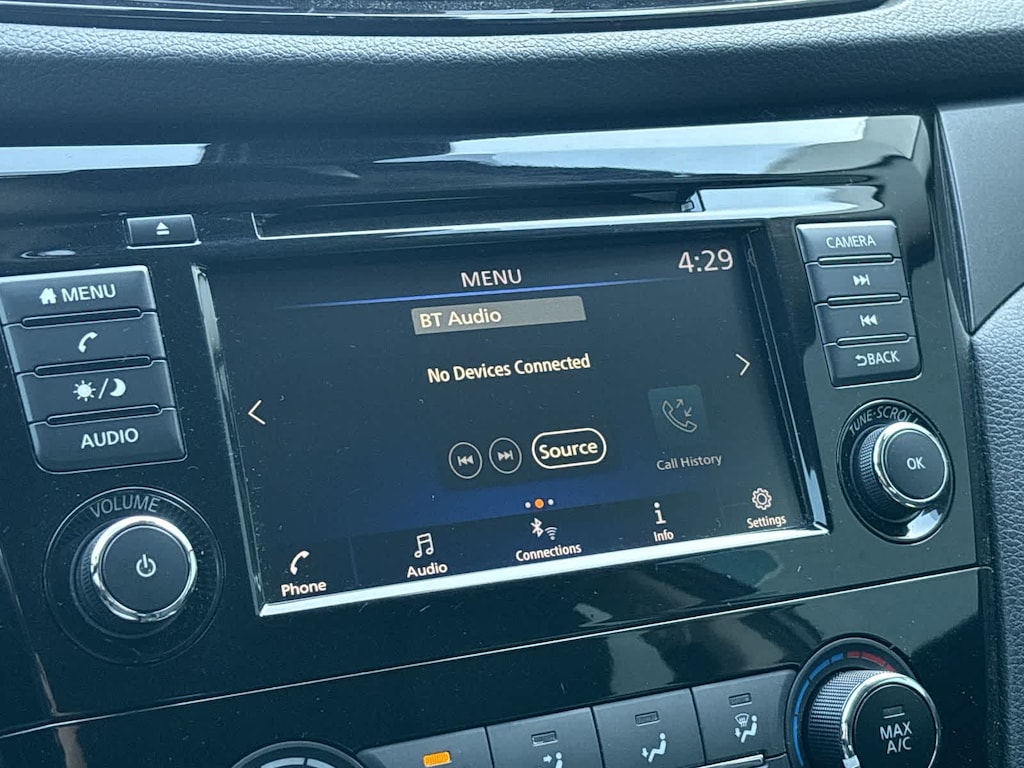 MENU
AUDIO
VOLUME
MENU
4:29
BT Audio
No Devices Connected
Source
Call History
Phone
Audio
Connections
Info
Settings
CAMERA
BACK
TUNE·SCROLL
OK
MAX
A/C